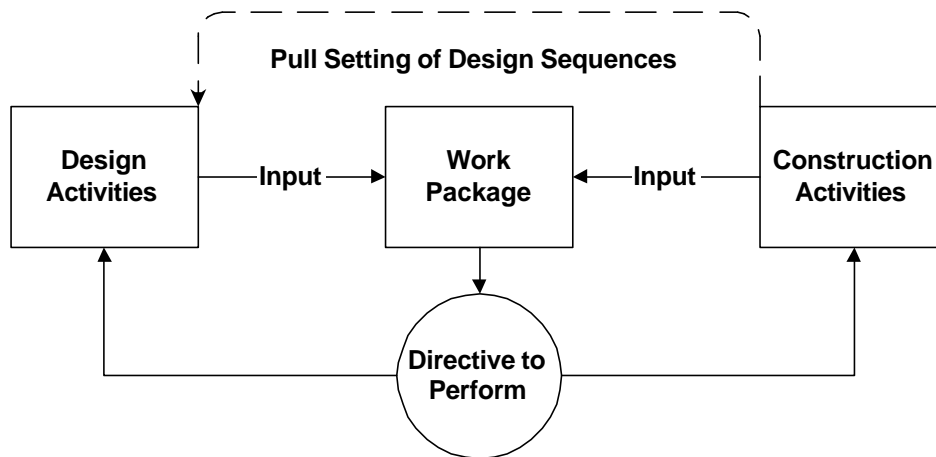 Pull Setting of Design Sequences
Design
Activities
Input
Work
Package
Input
Construction
Activities
Directive to
Perform